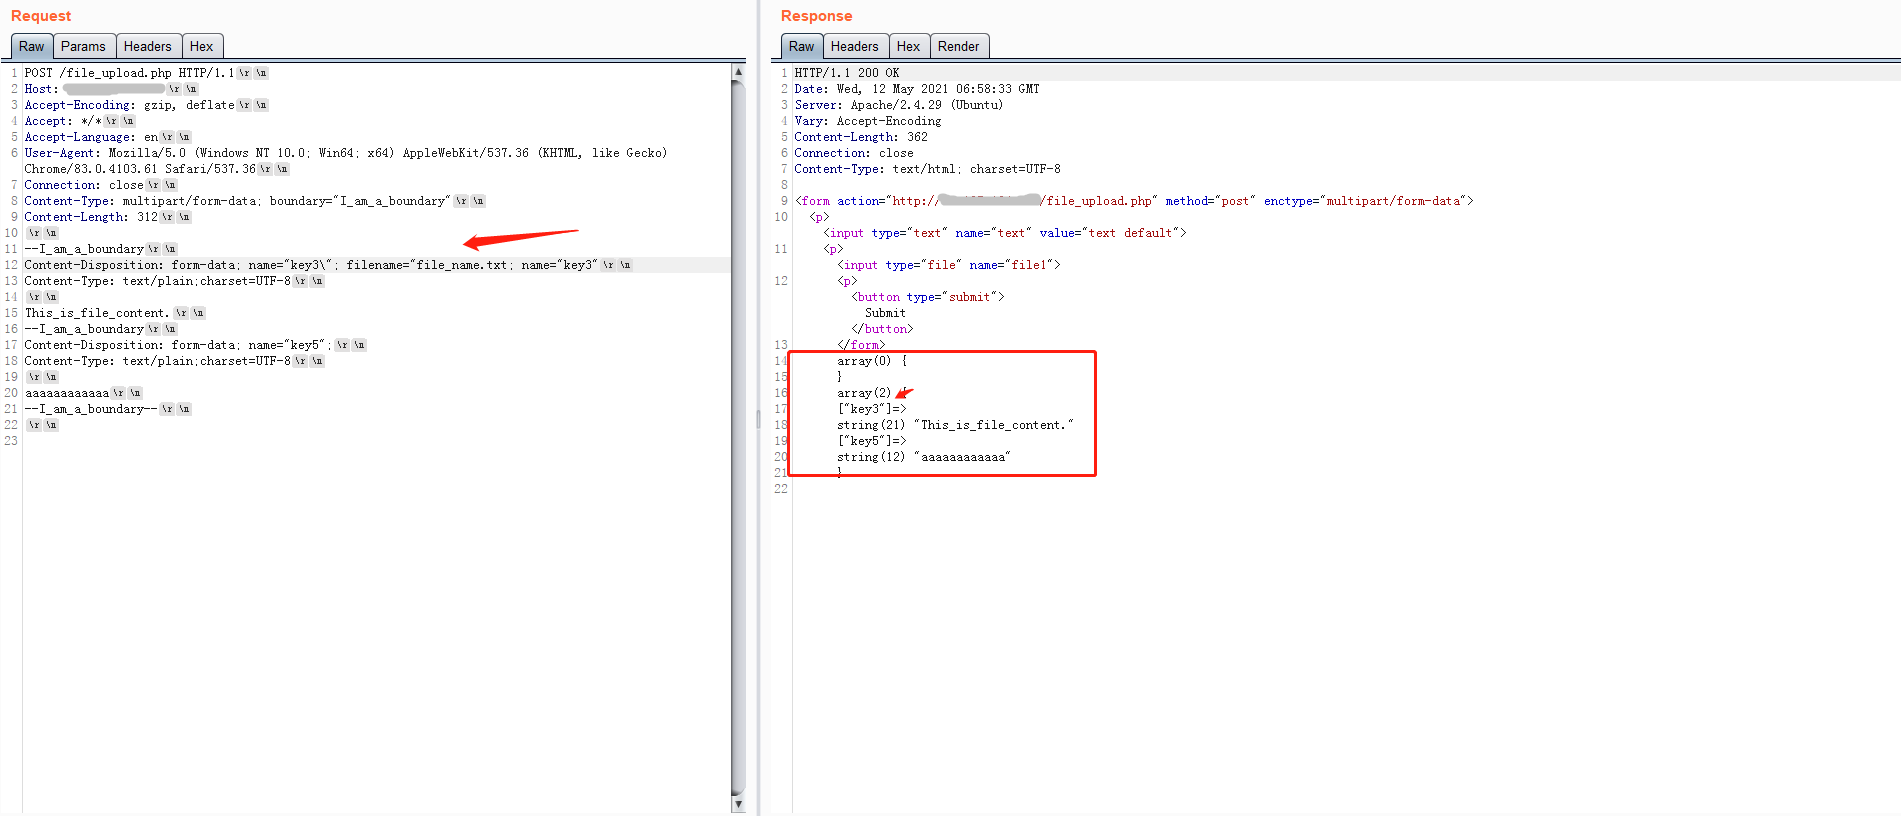 Request
Raw Params Headers Hex
1 POST /file_upload.php HTTP/1.1 \r \n
2 Host: \r \n
3 Accept-Encoding: gzip, deflate \r \n
4 Accept: */* \r \n
5 Accept-Language: en \r \n
6 User-Agent: Mozilla/5.0 (Windows NT 10.0; Win64; x64) AppleWebKit/537.36 (KHTML, like Gecko)
Chrome/83.0.4103.61 Safari/537.36 \r \n
7 Connection: close \r \n
8 Content-Type: multipart/form-data; boundary="I_am_a_boundary" \r \n
9 Content-Length: 312 \r \n
10 \r \n
11 --I_am_a_boundary \r \n
12 Content-Disposition: form-data; name="key3\"; filename="file_name.txt; name="key3" \r \n
13 Content-Type: text/plain;charset=UTF-8 \r \n
14 \r \n
15 This_is_file_content. \r \n
16 --I_am_a_boundary \r \n
17 Content-Disposition: form-data; name="key5"; \r \n
18 Content-Type: text/plain;charset=UTF-8 \r \n
19 \r \n
20 aaaaaaaaaaaa \r \n
21 --I_am_a_boundary-- \r \n
22 \r \n
23
Response
Raw Headers Hex Render
1 HTTP/1.1 200 OK
2 Date: Wed, 12 May 2021 06:58:33 GMT
3 Server: Apache/2.4.29 (Ubuntu)
4 Vary: Accept-Encoding
5 Content-Length: 362
6 Connection: close
7 Content-Type: text/html; charset=UTF-8
8
9 <form action="http:///file_upload.php" method="post" enctype="multipart/form-data">
10 <p>
<input type="text" name="text" value="text default">
11 <p>
<input type="file" name="file1">
12 <p>
<button type="submit">
Submit
</button>
13 </form>
14 array(0) {
15 }
16 array(2) {
17 ["key3"]=>
18 string(21) "This_is_file_content."
19 ["key5"]=>
20 string(12) "aaaaaaaaaaaa"
21 }
22